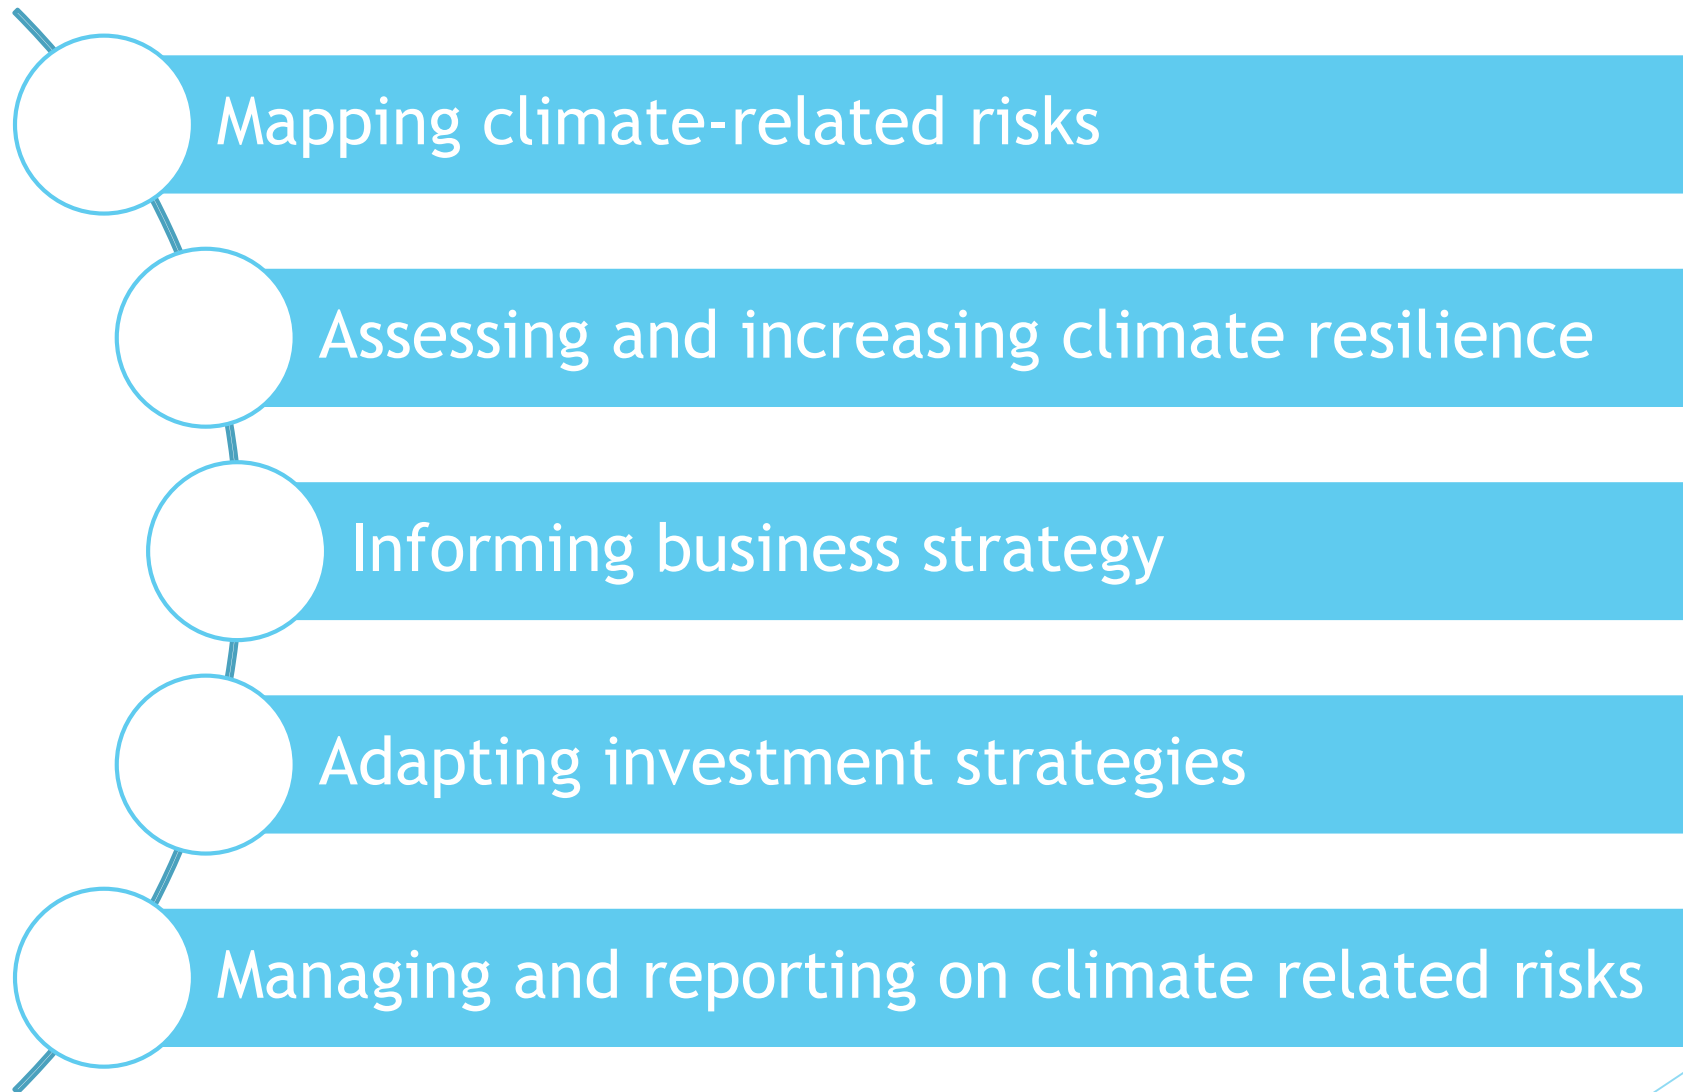 Mapping climate-related risks
Assessing and increasing climate resilience
Informing business strategy
Adapting investment strategies
Managing and reporting on climate related risks